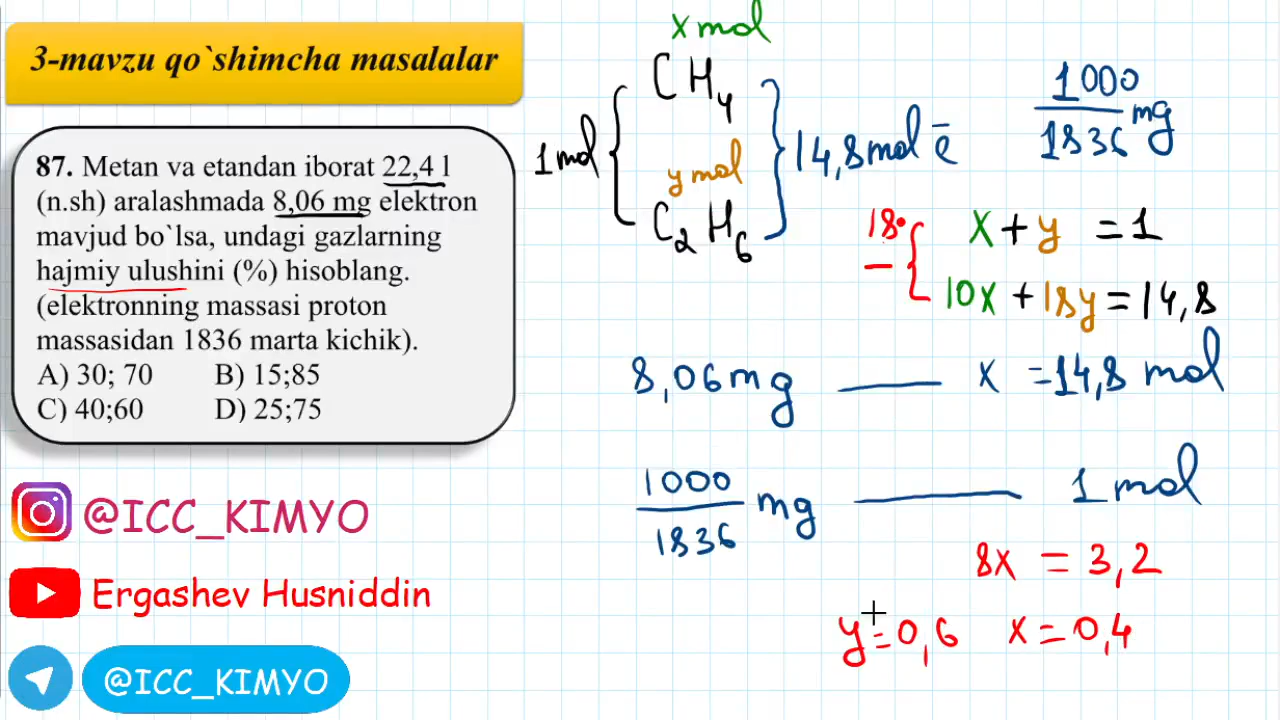 3-mavzu qo`shimcha masalalar
87. Metan va etandan iborat 22,4 l
(n.sh) aralashmada 8,06 mg elektron
mavjud bo`lsa, undagi gazlarning
hajmiy ulushini (%) hisoblang.
(elektronning massasi proton
massasidan 1836 marta kichik).
A) 30; 70 B) 15;85
C) 40;60 D) 25;75
@ICC_KIMYO
Ergashev Husniddin
@ICC_KIMYO
x mol
CH₄
1 mol
y mol
14,8 mol ē
C₂H₆
1000/1836 mg
18·
x + y = 1
10x + 18y = 14,8
8,06 mg — x = 14,8 mol
1000/1836 mg — 1 mol
8x = 3,2
y = 0,6 x = 0,4